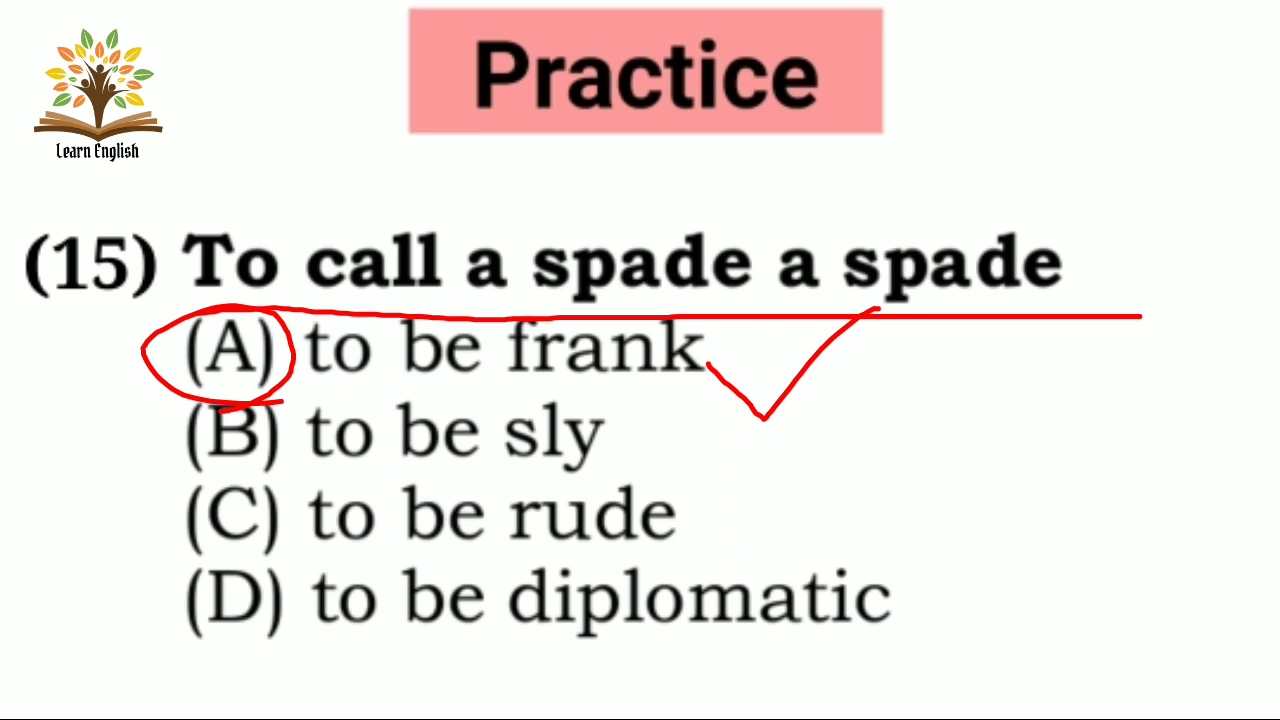 Practice
Learn English
(15) To call a spade a spade
(A) to be frank
(B) to be sly
(C) to be rude
(D) to be diplomatic